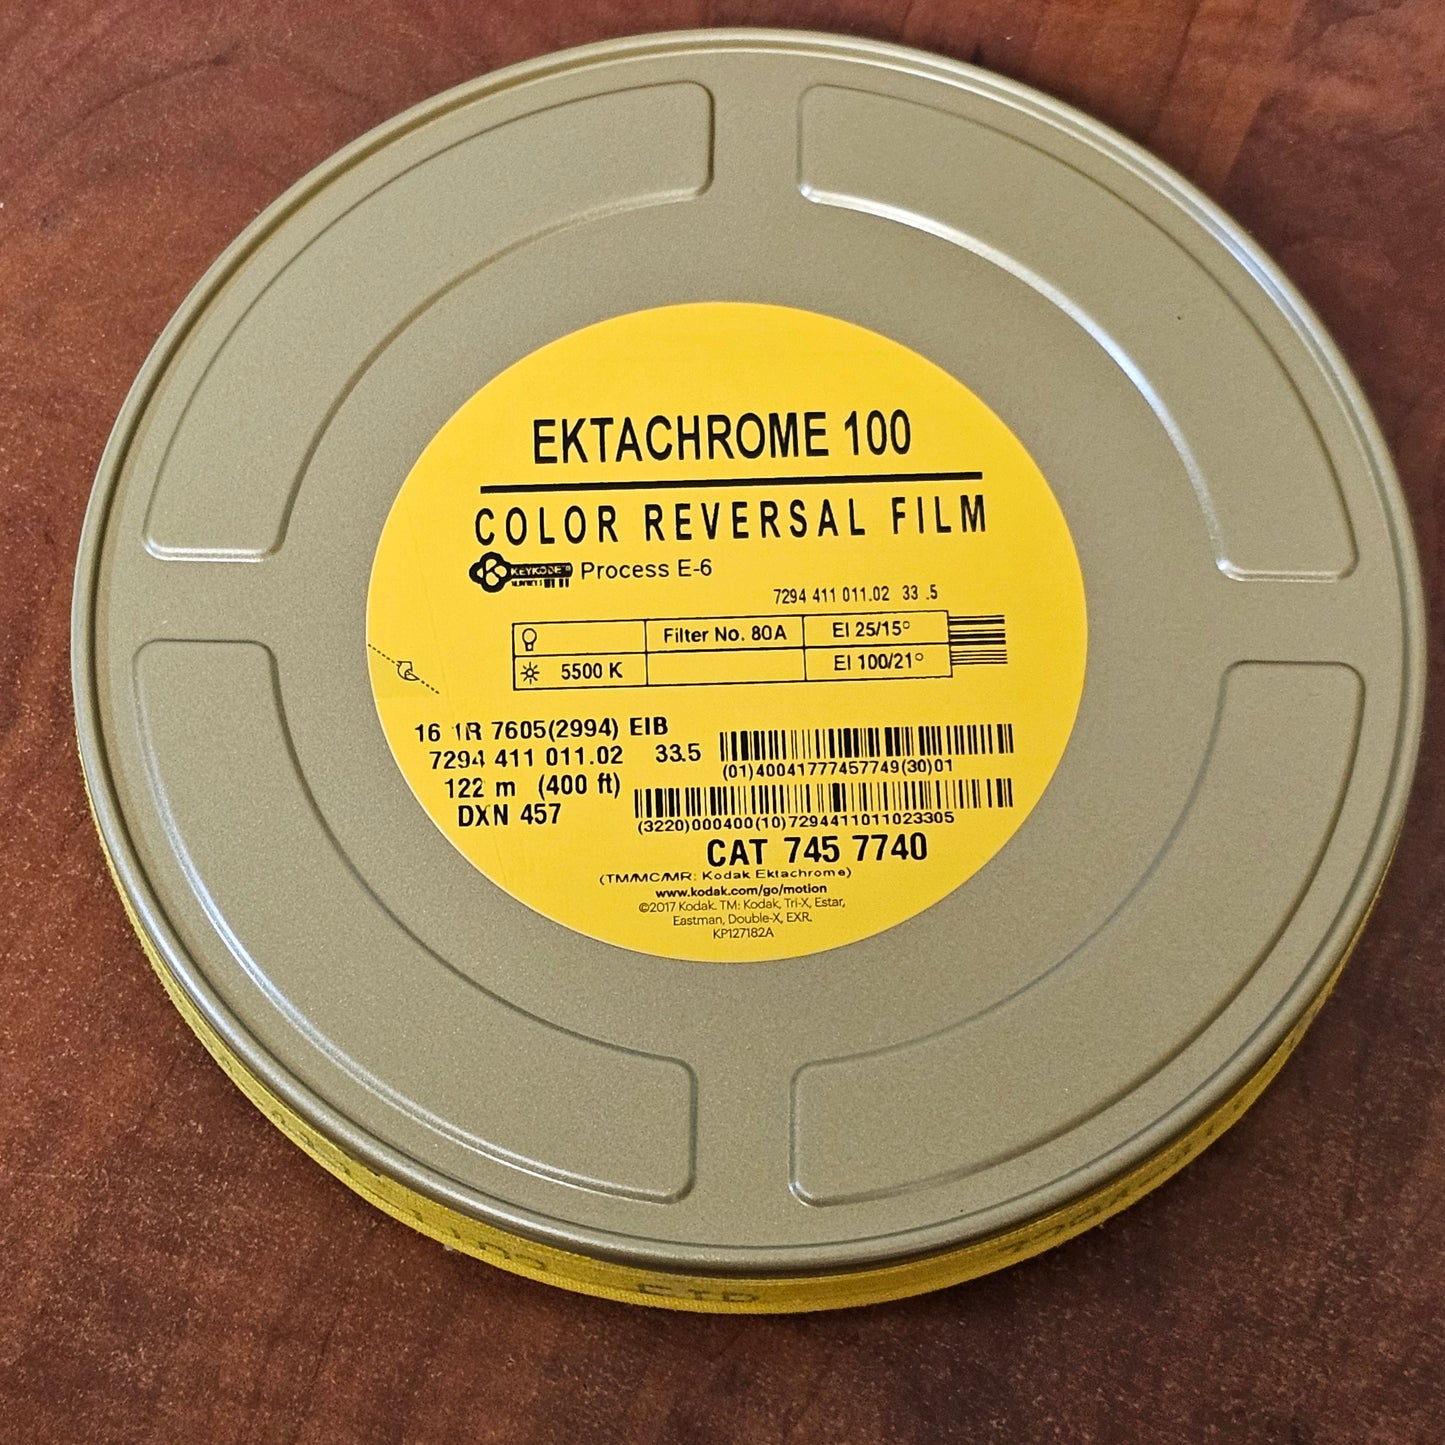 EKTACHROME 100
COLOR REVERSAL FILM
KEYKODE Process E-6
7294 411 011.02 33 .5
Filter No. 80A EI 25/15°
5500 K EI 100/21°
16 1R 7605(2994) EIB
7294 411 011.02 33.5
(01)40041777457749(30)01
122 m (400 ft)
DXN 457
(3220)000400(10)7294411011023305
CAT 745 7740
(TM/MC/MR: Kodak Ektachrome)
www.kodak.com/go/motion
©2017 Kodak. TM: Kodak, Tri-X, Estar,
Eastman, Double-X, EXR.
KP127182A